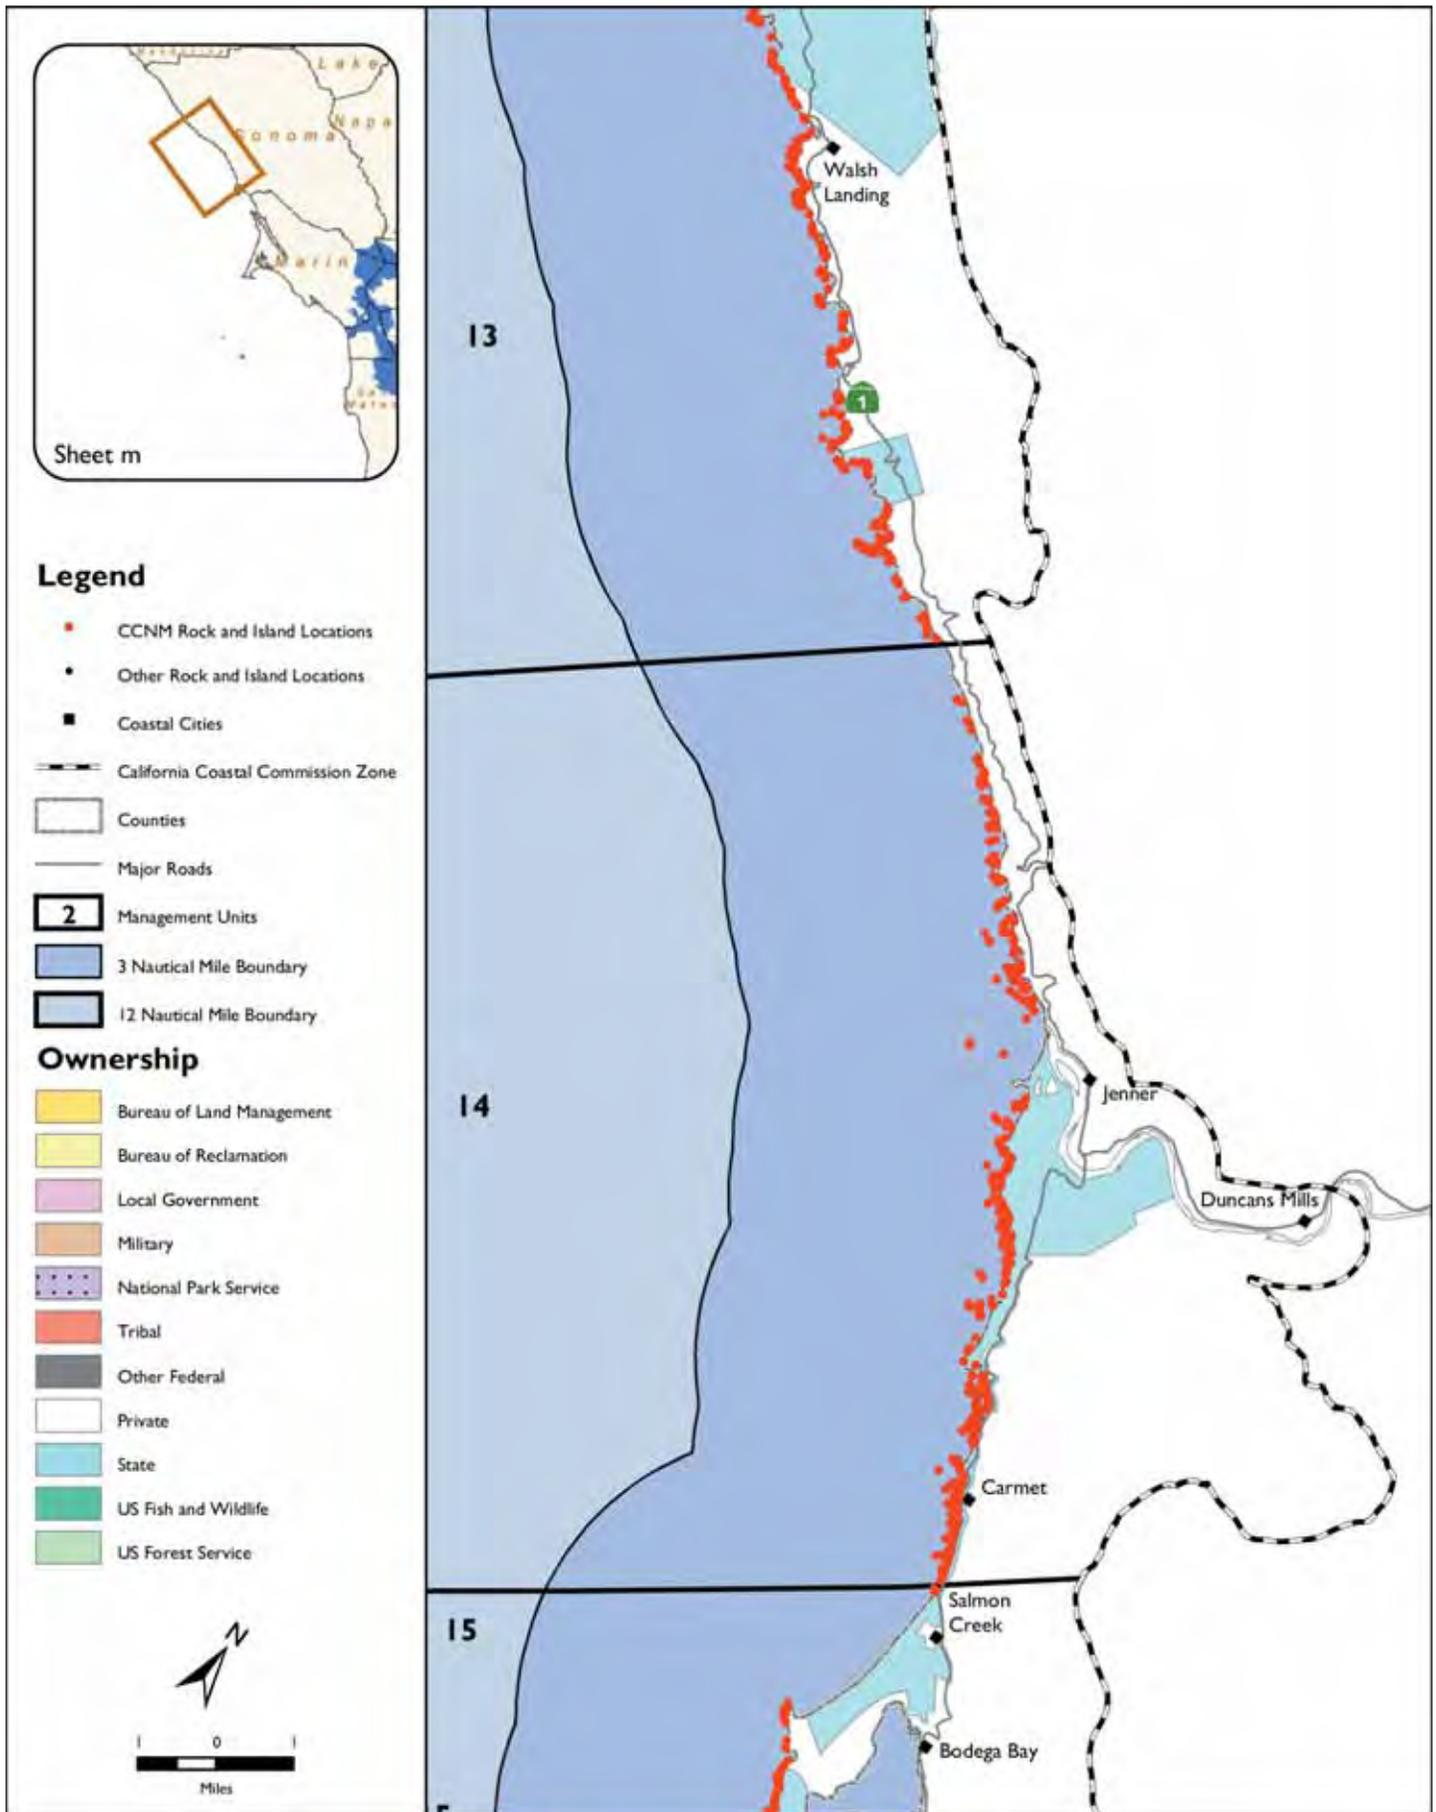 Mendocino
Lake
Napa
Sonoma
Marin
San
Mateo
Sheet m
Legend
CCNM Rock and Island Locations
Other Rock and Island Locations
Coastal Cities
California Coastal Commission Zone
Counties
Major Roads
2 Management Units
3 Nautical Mile Boundary
12 Nautical Mile Boundary
Ownership
Bureau of Land Management
Bureau of Reclamation
Local Government
Military
National Park Service
Tribal
Other Federal
Private
State
US Fish and Wildlife
US Forest Service
N
1 0 1
Miles
Walsh
Landing
13
1
14
Jenner
Duncans Mills
Carmet
15
Salmon
Creek
Bodega Bay